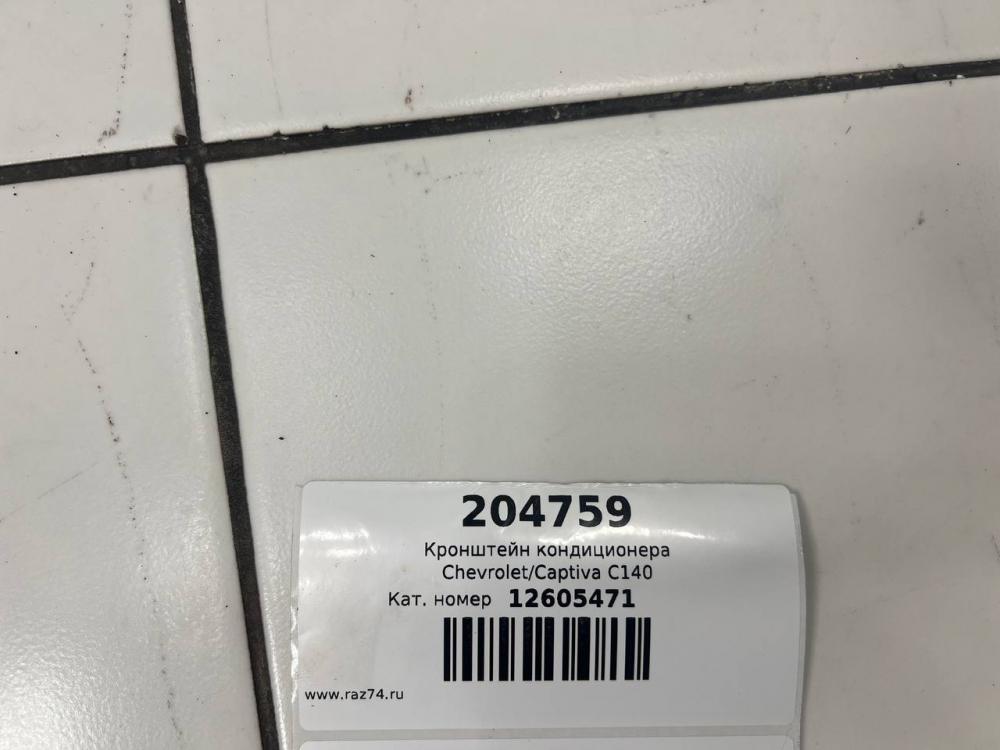 204759
Кронштейн кондиционера
Chevrolet/Captiva C140
Кат. номер 12605471
www.raz74.ru